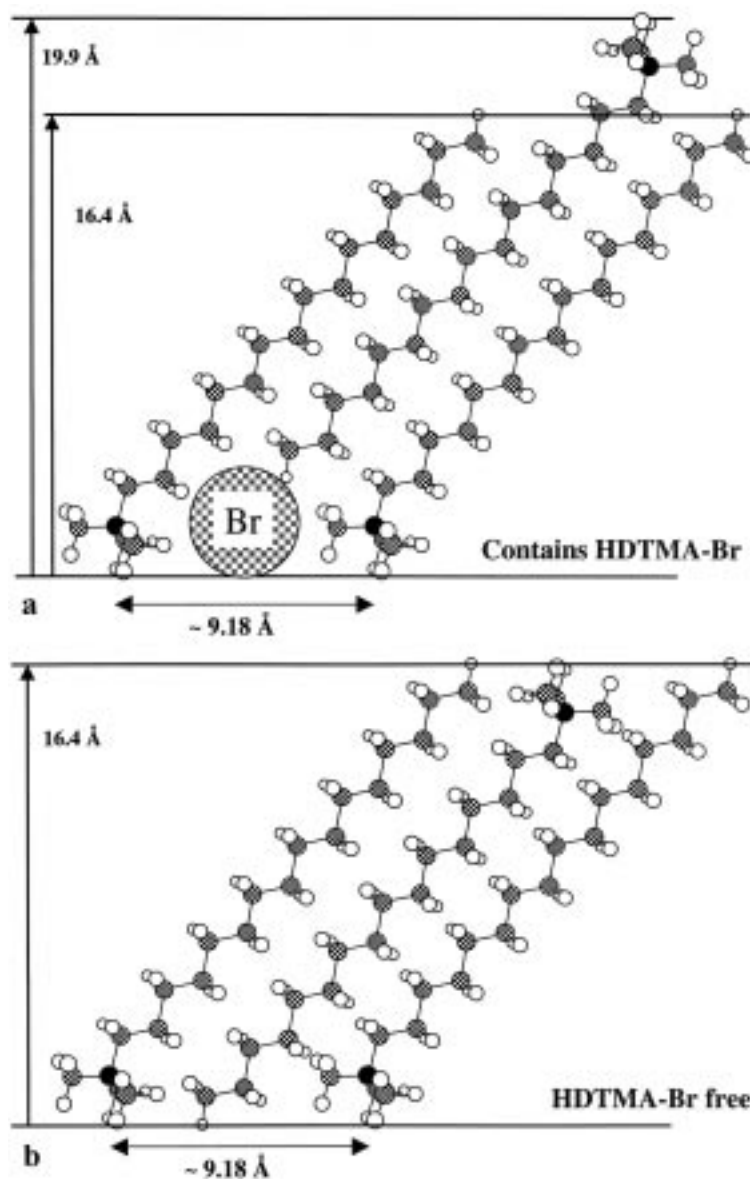 19.9 Å
16.4 Å
Br
Contains HDTMA-Br
a
~ 9.18 Å
16.4 Å
HDTMA-Br free
b
~ 9.18 Å